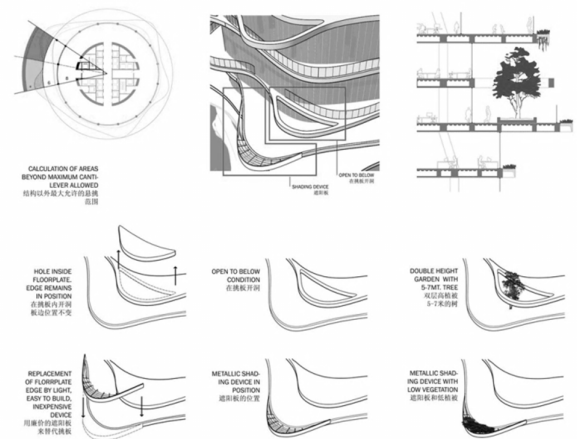 CALCULATION OF AREAS
BEYOND MAXIMUM CANTI-
LEVER ALLOWED
结构以外最大允许的悬挑
范围
OPEN TO BELOW
在挑板开洞
SHADING DEVICE
遮阳板
HOLE INSIDE
FLOORPLATE,
EDGE REMAINS
IN POSITION
在挑板内开洞
板边位置不变
OPEN TO BELOW
CONDITION
在挑板开洞
DOUBLE HEIGHT
GARDEN WITH
5-7MT. TREE
双层高植被
5-7米的树
REPLACEMENT
OF FLORRPLATE
EDGE BY LIGHT,
EASY TO BUILD,
INEXPENSIVE
DEVICE
用廉价的遮阳板
来替代挑板
METALLIC SHAD-
ING DEVICE IN
POSITION
遮阳板的位置
METALLIC SHAD-
ING DEVICE WITH
LOW VEGETATION
遮阳板和低植被